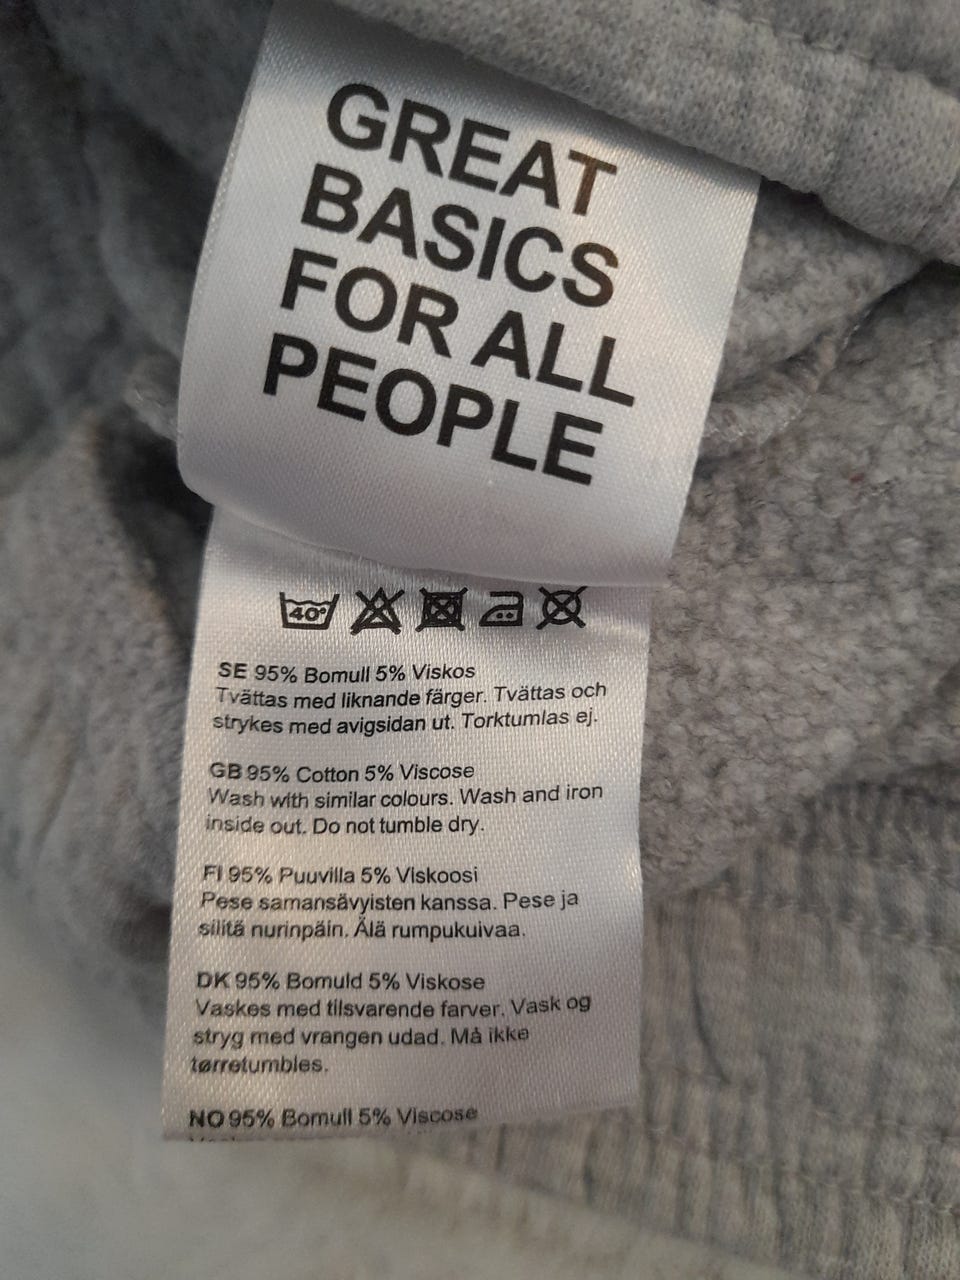 GREAT
BASICS
FOR ALL
PEOPLE
40°
SE 95% Bomull 5% Viskos
Tvättas med liknande färger. Tvättas och
strykes med avigsidan ut. Torktumlas ej.
GB 95% Cotton 5% Viscose
Wash with similar colours. Wash and iron
inside out. Do not tumble dry.
FI 95% Puuvilla 5% Viskoosi
Pese samansävyisten kanssa. Pese ja
silitä nurinpäin. Älä rumpukuivaa.
DK 95% Bomuld 5% Viskose
Vaskes med tilsvarende farver. Vask og
stryg med vrangen udad. Må ikke
tørretumbles.
NO 95% Bomull 5% Viscose